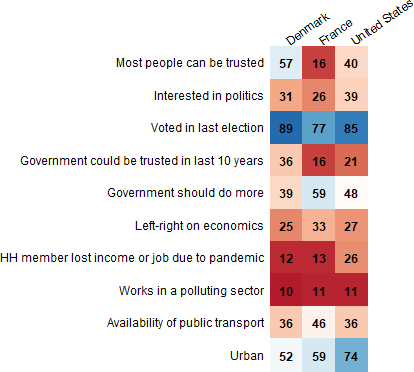 Denmark France United States
Most people can be trusted 57 16 40
Interested in politics 31 26 39
Voted in last election 89 77 85
Government could be trusted in last 10 years 36 16 21
Government should do more 39 59 48
Left-right on economics 25 33 27
HH member lost income or job due to pandemic 12 13 26
Works in a polluting sector 10 11 11
Availability of public transport 36 46 36
Urban 52 59 74